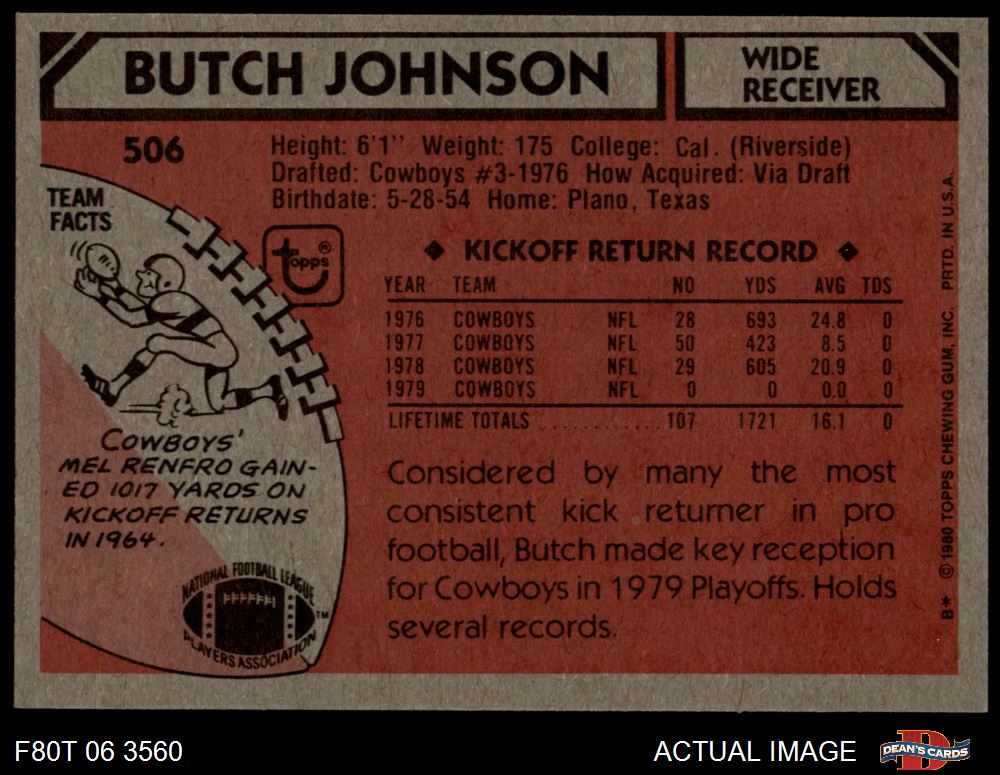 BUTCH JOHNSON
WIDE
RECEIVER
506
Height: 6'1'' Weight: 175 College: Cal. (Riverside)
Drafted: Cowboys #3-1976 How Acquired: Via Draft
Birthdate: 5-28-54 Home: Plano, Texas
TEAM
FACTS
topps®
KICKOFF RETURN RECORD
YEAR TEAM NO YDS AVG TDS
1976 COWBOYS NFL 28 693 24.8 0
1977 COWBOYS NFL 50 423 8.5 0
1978 COWBOYS NFL 29 605 20.9 0
1979 COWBOYS NFL 0 0 0.0 0
LIFETIME TOTALS ............ 107 1721 16.1 0
COWBOYS'
MEL RENFRO GAIN-
ED 1017 YARDS ON
KICKOFF RETURNS
IN 1964.
Considered by many the most
consistent kick returner in pro
football, Butch made key reception
for Cowboys in 1979 Playoffs. Holds
several records.
NATIONAL FOOTBALL LEAGUE
PLAYERS ASSOCIATION
TM
B* © 1980 TOPPS CHEWING GUM, INC. PRTD. IN U.S.A.
F80T 06 3560
ACTUAL IMAGE
D
DEAN'S CARDS